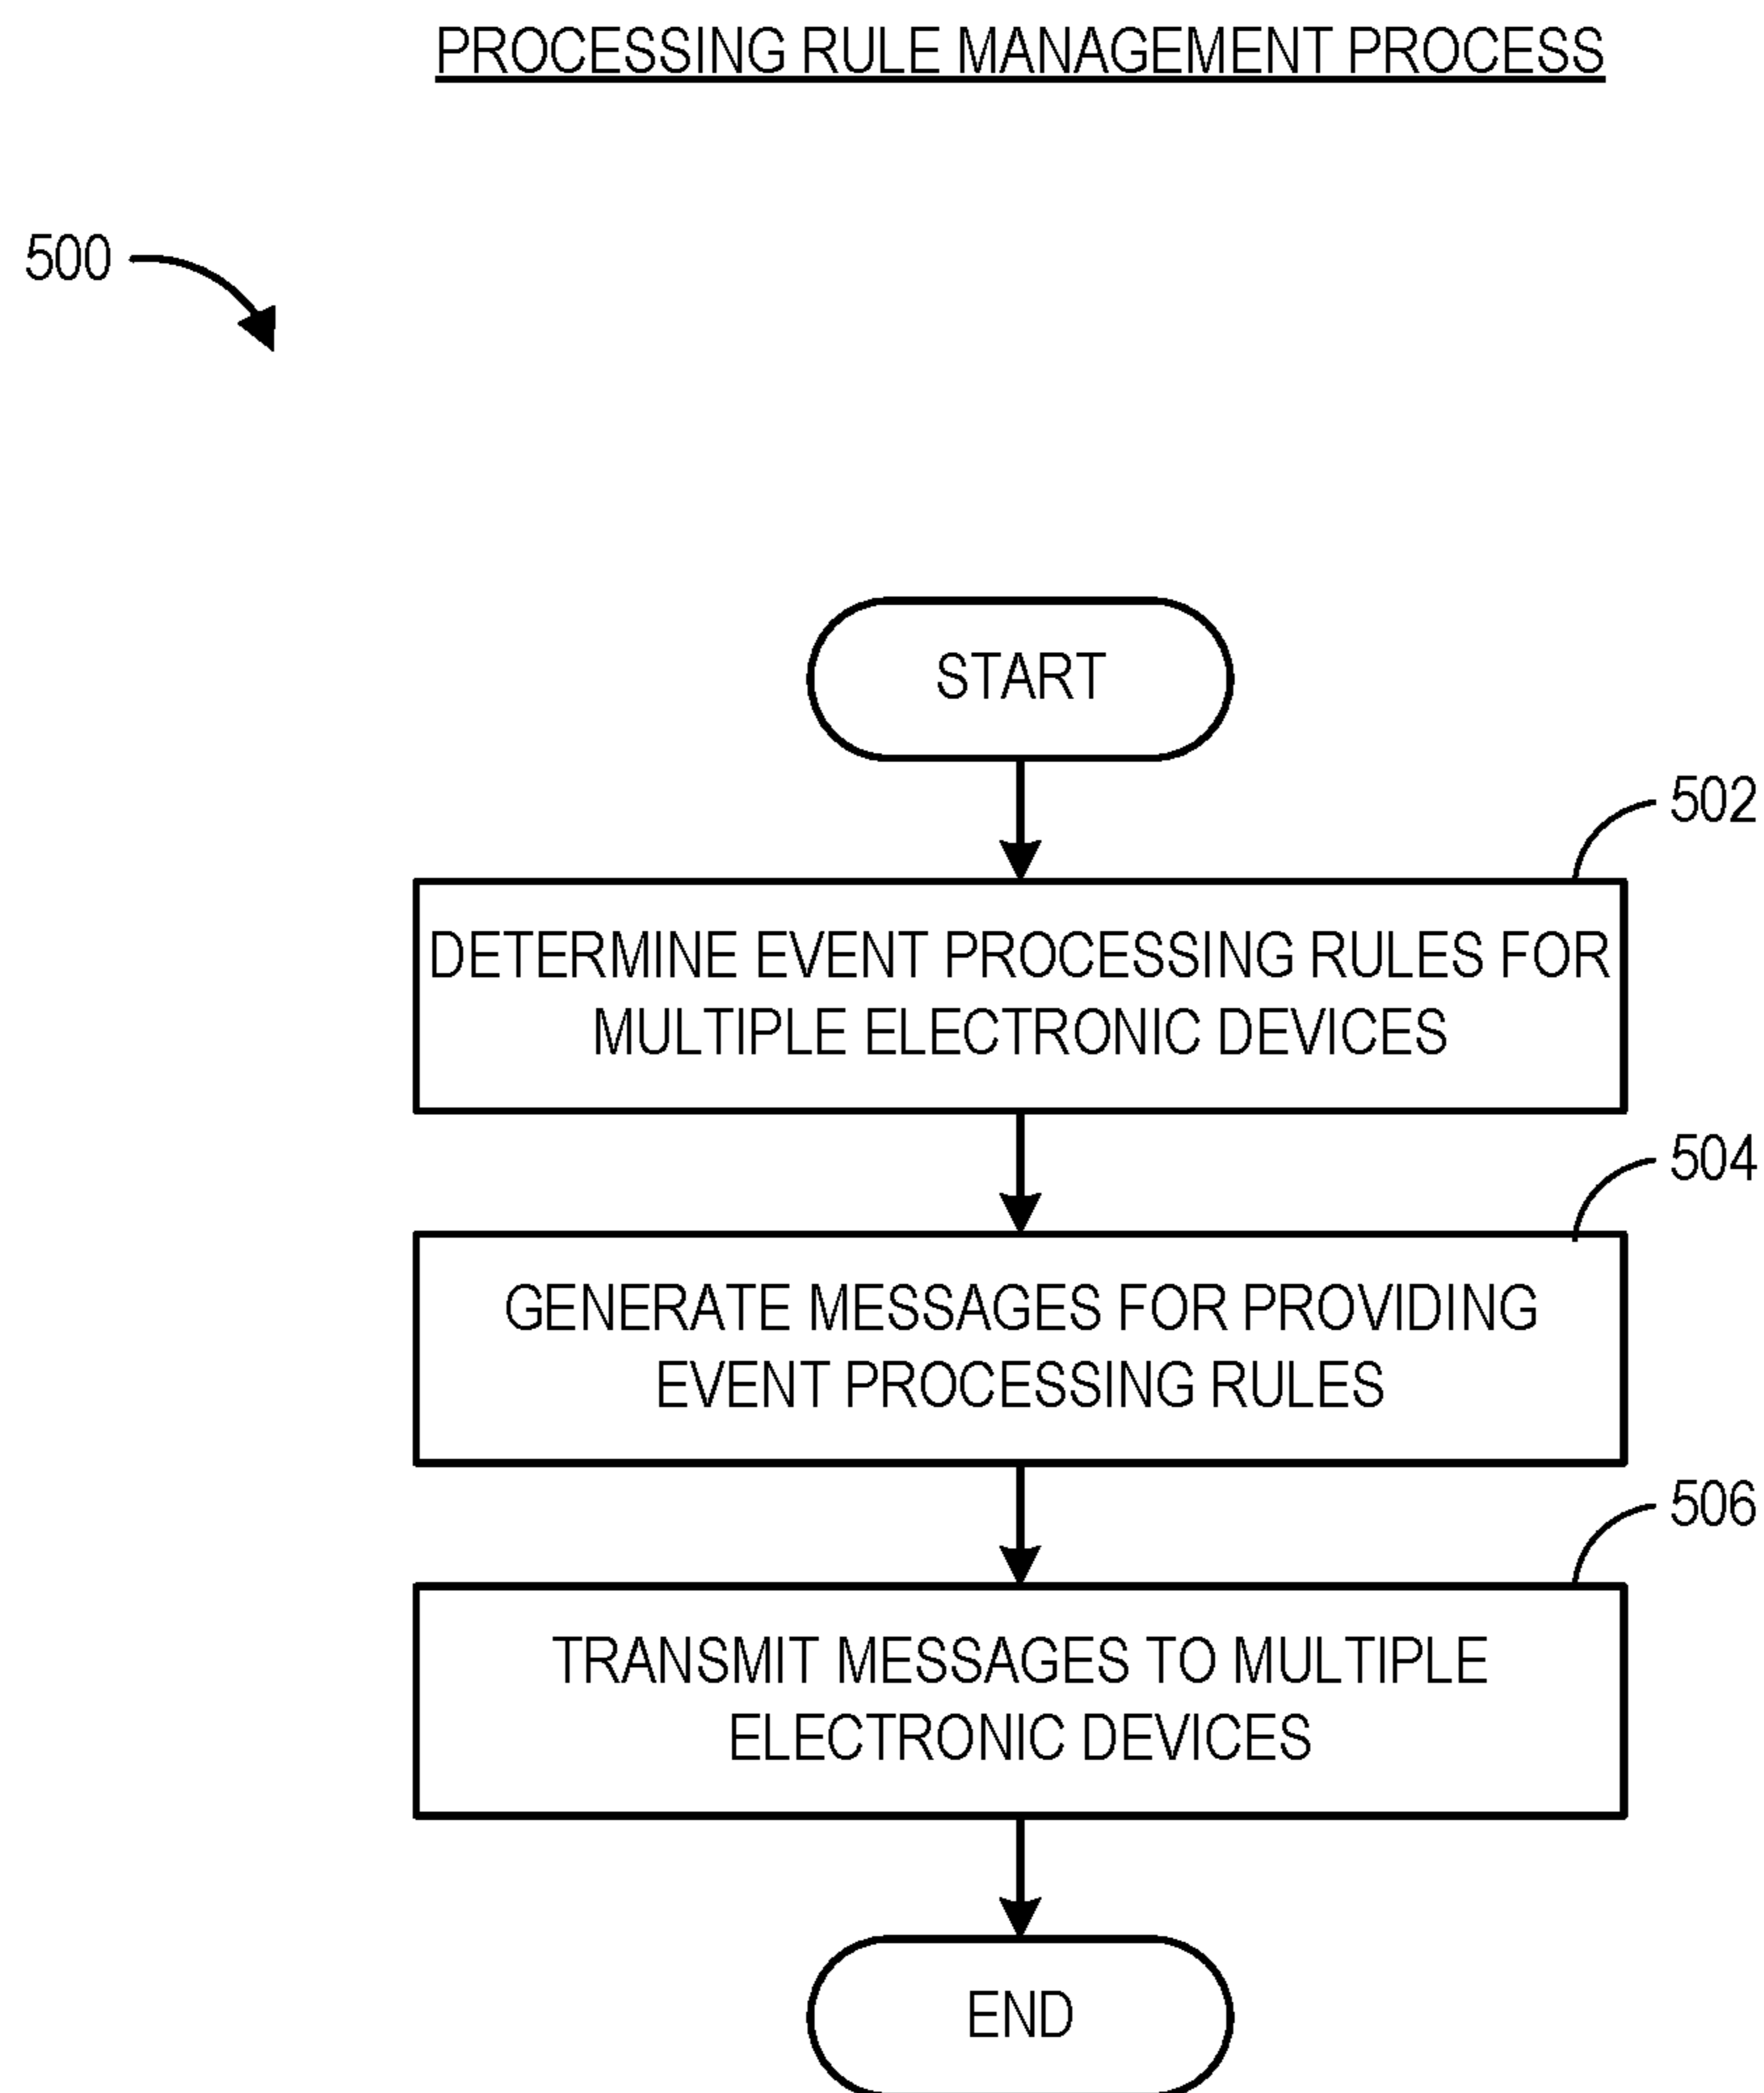 PROCESSING RULE MANAGEMENT PROCESS
500
START
502
DETERMINE EVENT PROCESSING RULES FOR
MULTIPLE ELECTRONIC DEVICES
504
GENERATE MESSAGES FOR PROVIDING
EVENT PROCESSING RULES
506
TRANSMIT MESSAGES TO MULTIPLE
ELECTRONIC DEVICES
END